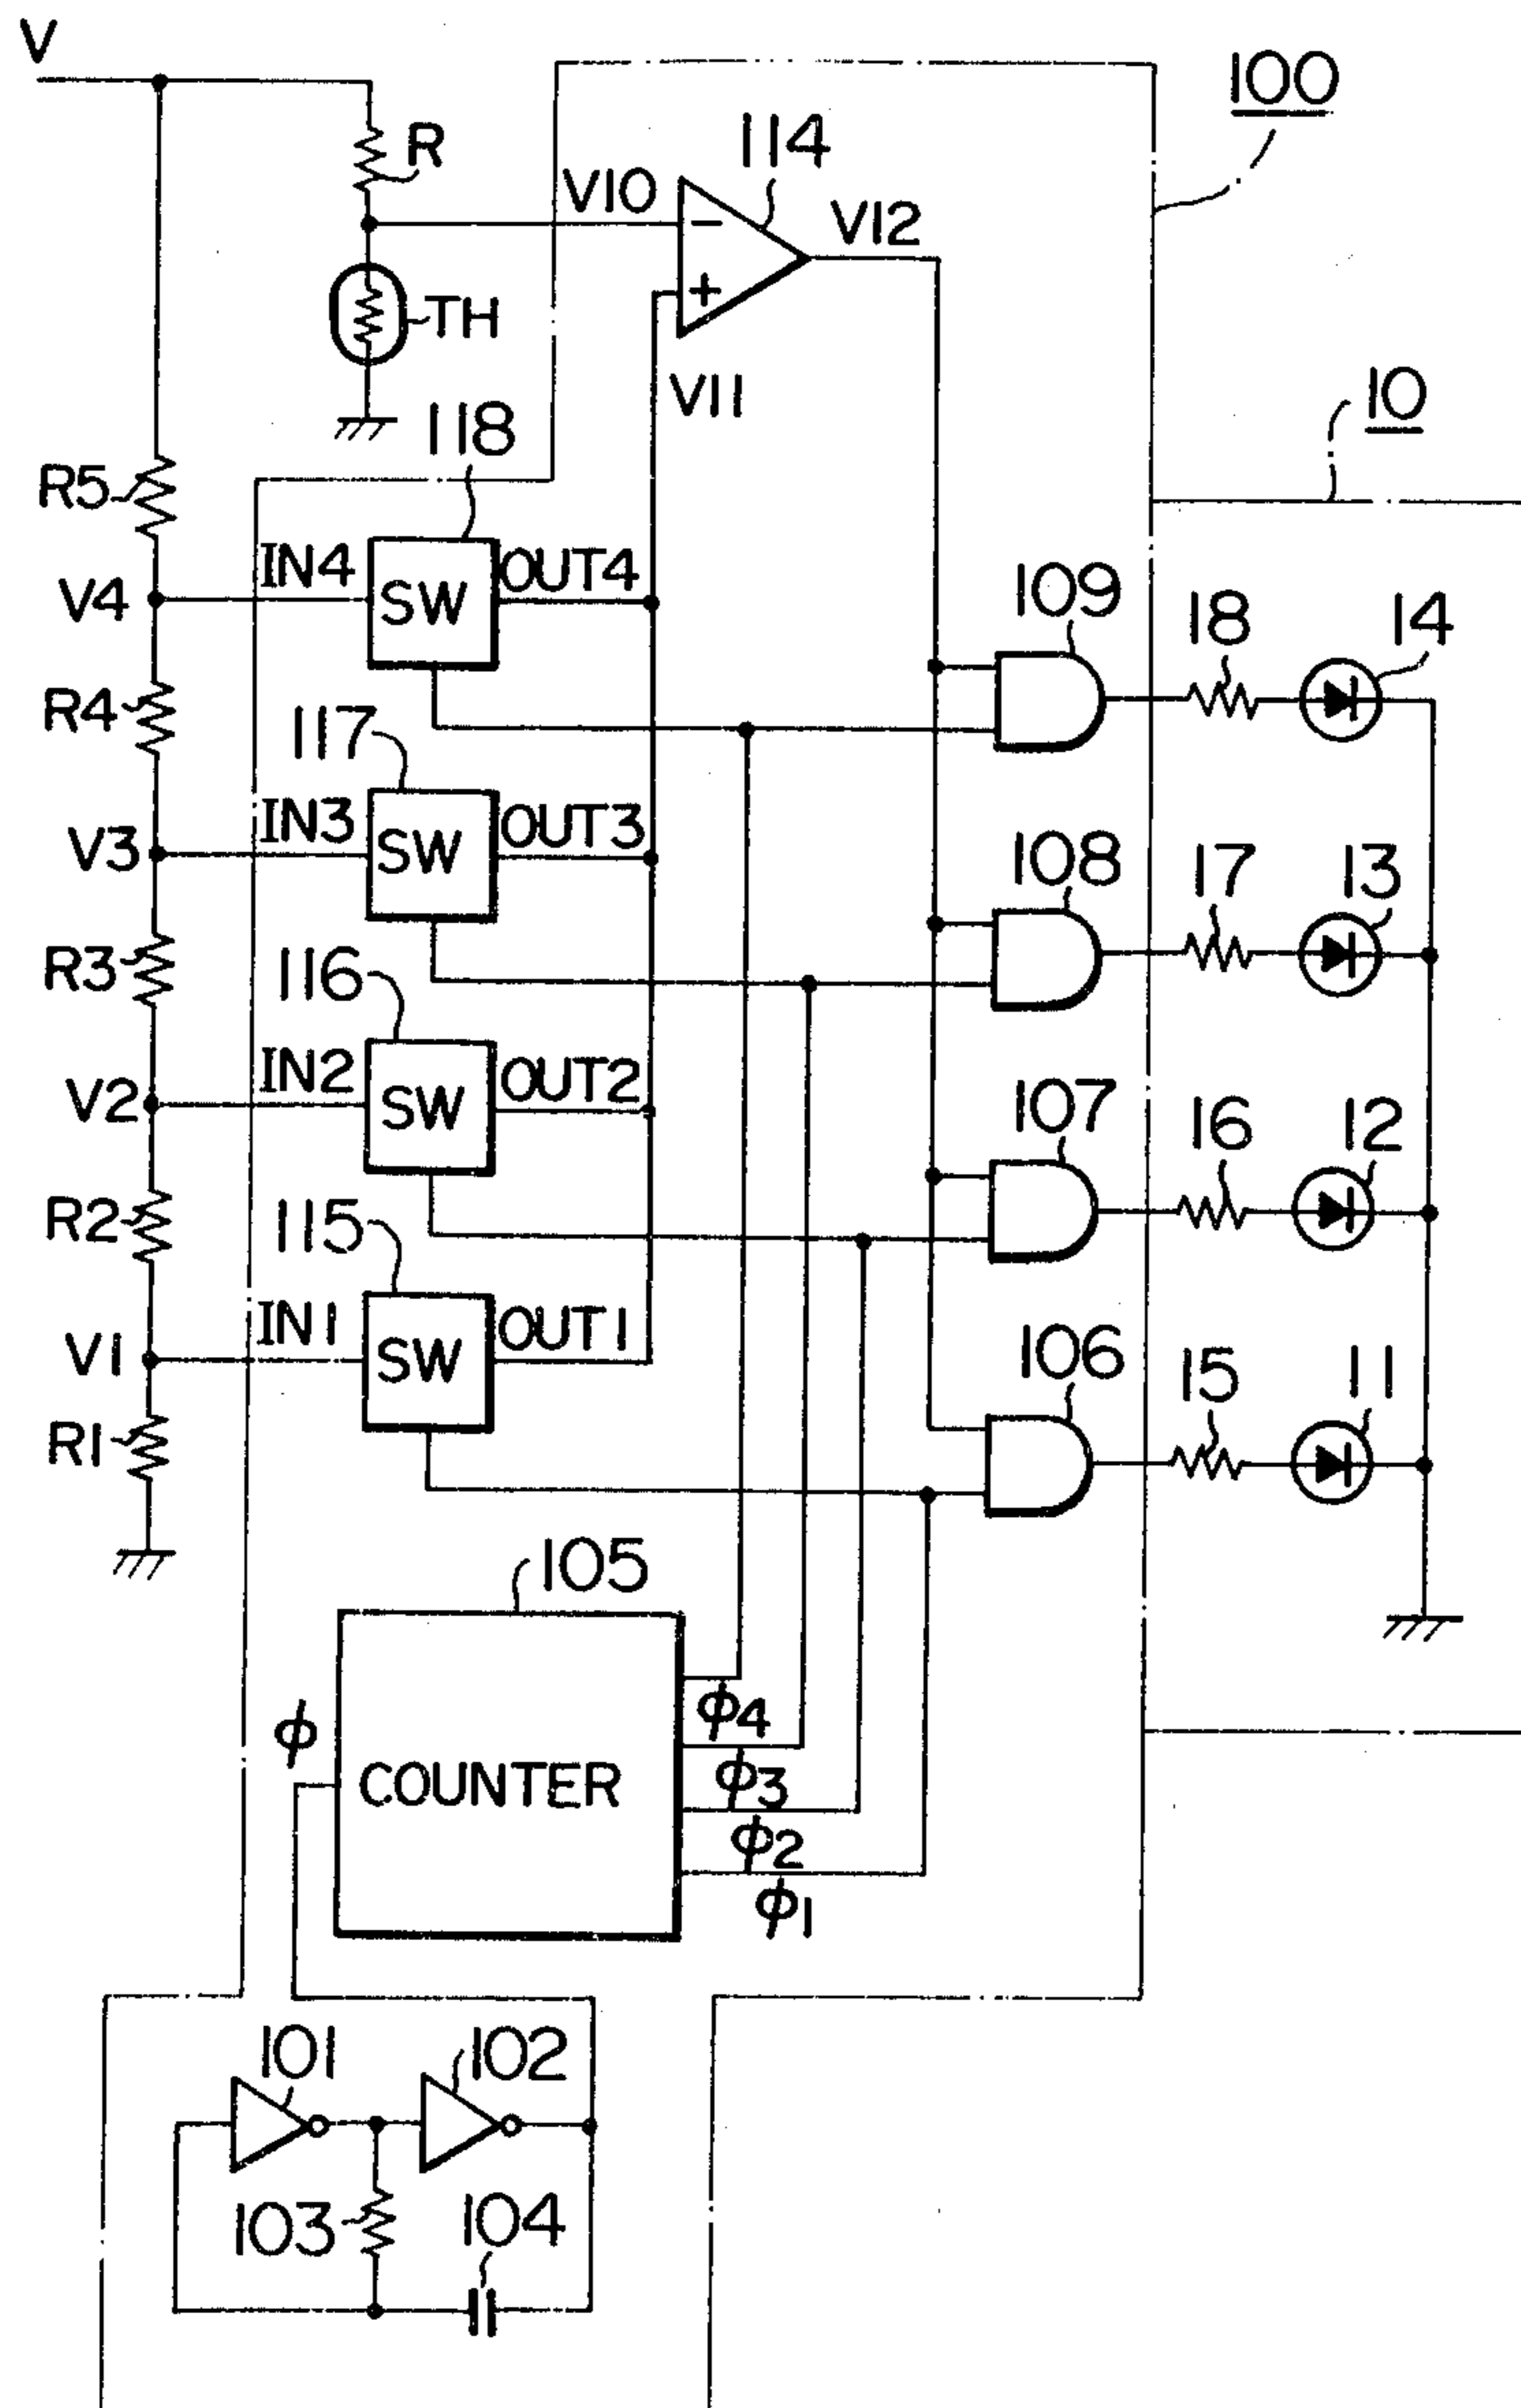 V
100
114
R
V10
V12
−
+
TH
V11
10
118
R5
IN4
SW
OUT4
V4
109
18
14
R4
117
IN3
SW
OUT3
V3
108
17
13
R3
116
IN2
SW
OUT2
V2
107
16
12
R2
115
IN1
SW
OUT1
V1
106
15
11
R1
105
ϕ
COUNTER
ϕ4
ϕ3
ϕ2
ϕ1
101
102
103
104